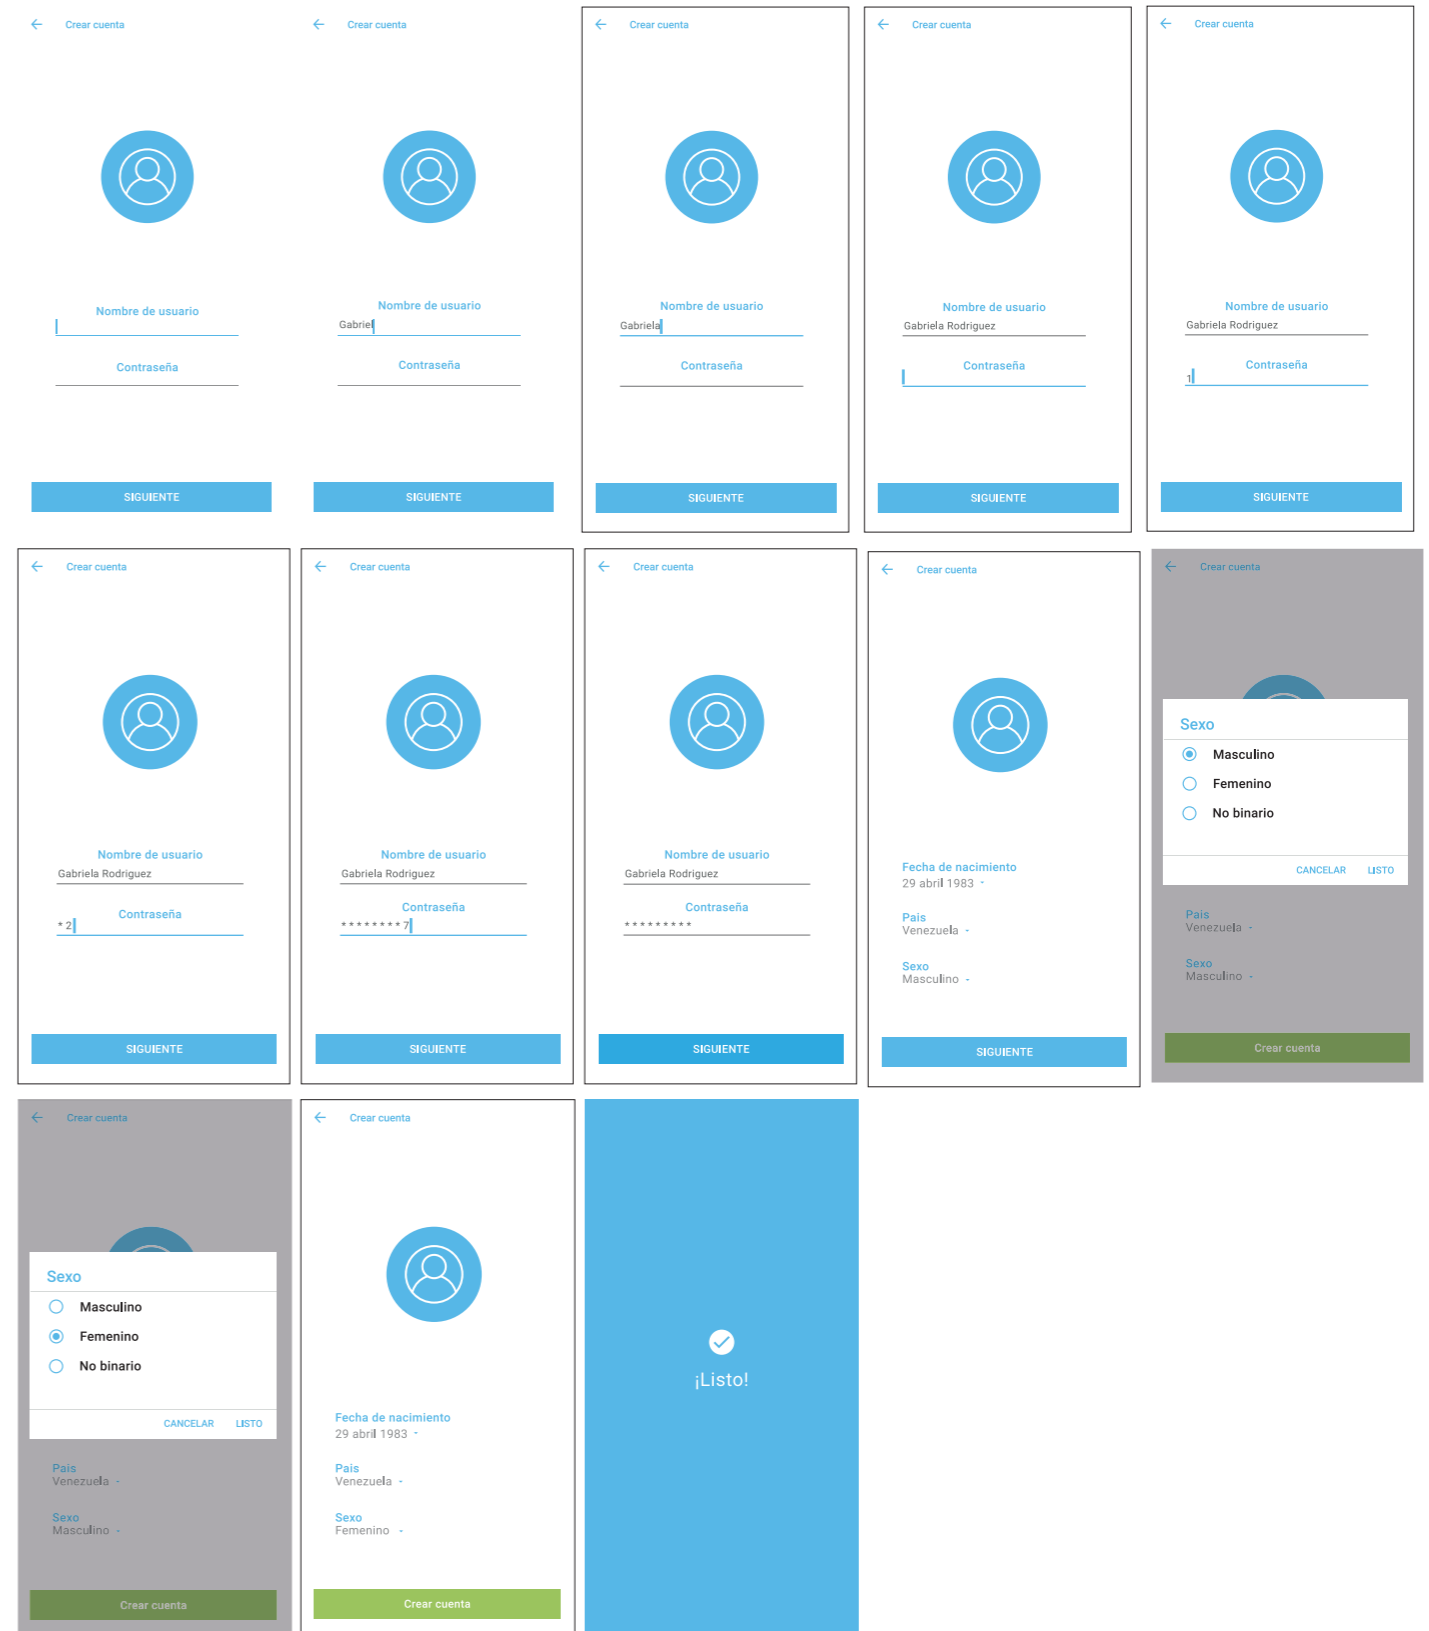 Crear cuenta
Nombre de usuario
Contraseña
SIGUIENTE
Crear cuenta
Nombre de usuario
Gabriel
Contraseña
SIGUIENTE
Crear cuenta
Nombre de usuario
Gabriela
Contraseña
SIGUIENTE
Crear cuenta
Nombre de usuario
Gabriela Rodriguez
Contraseña
SIGUIENTE
Crear cuenta
Nombre de usuario
Gabriela Rodriguez
Contraseña
1
SIGUIENTE
Crear cuenta
Nombre de usuario
Gabriela Rodriguez
Contraseña
* 2
SIGUIENTE
Crear cuenta
Nombre de usuario
Gabriela Rodriguez
Contraseña
* * * * * * * * 7
SIGUIENTE
Crear cuenta
Nombre de usuario
Gabriela Rodriguez
Contraseña
* * * * * * * * *
SIGUIENTE
Crear cuenta
Fecha de nacimiento
29 abril 1983
Pais
Venezuela
Sexo
Masculino
SIGUIENTE
Crear cuenta
Sexo
Masculino
Femenino
No binario
CANCELAR LISTO
Pais
Venezuela
Sexo
Masculino
Crear cuenta
Crear cuenta
Sexo
Masculino
Femenino
No binario
CANCELAR LISTO
Pais
Venezuela
Sexo
Masculino
Crear cuenta
Crear cuenta
Fecha de nacimiento
29 abril 1983
Pais
Venezuela
Sexo
Femenino
Crear cuenta
¡Listo!